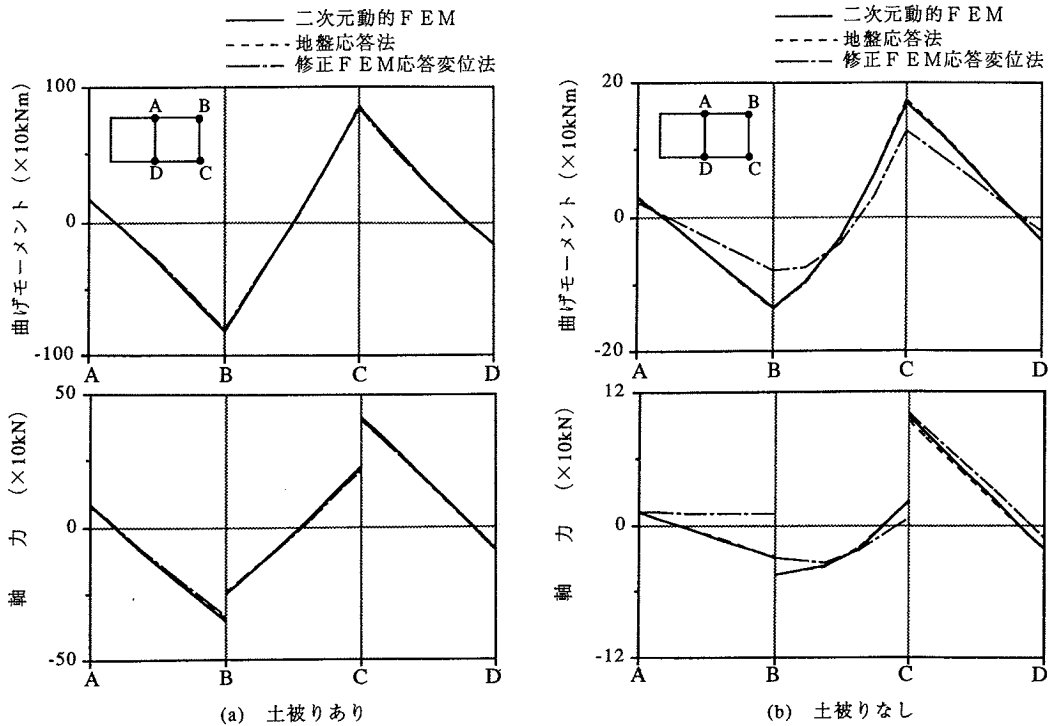 二次元動的ＦＥＭ
地盤応答法
修正ＦＥＭ応答変位法
曲げモーメント（×10kNm）
100
0
-100
A
B
D
C
A
B
C
D
軸　力　（×10kN）
50
0
-50
A
B
C
D
(a)　土被りあり
二次元動的ＦＥＭ
地盤応答法
修正ＦＥＭ応答変位法
曲げモーメント（×10kNm）
20
0
-20
A
B
D
C
A
B
C
D
軸　力　（×10kN）
12
0
-12
A
B
C
D
(b)　土被りなし